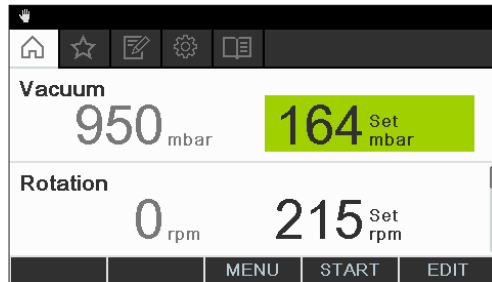 Vacuum
950 mbar 164 Set mbar
Rotation
0 rpm 215 Set rpm
MENU START EDIT